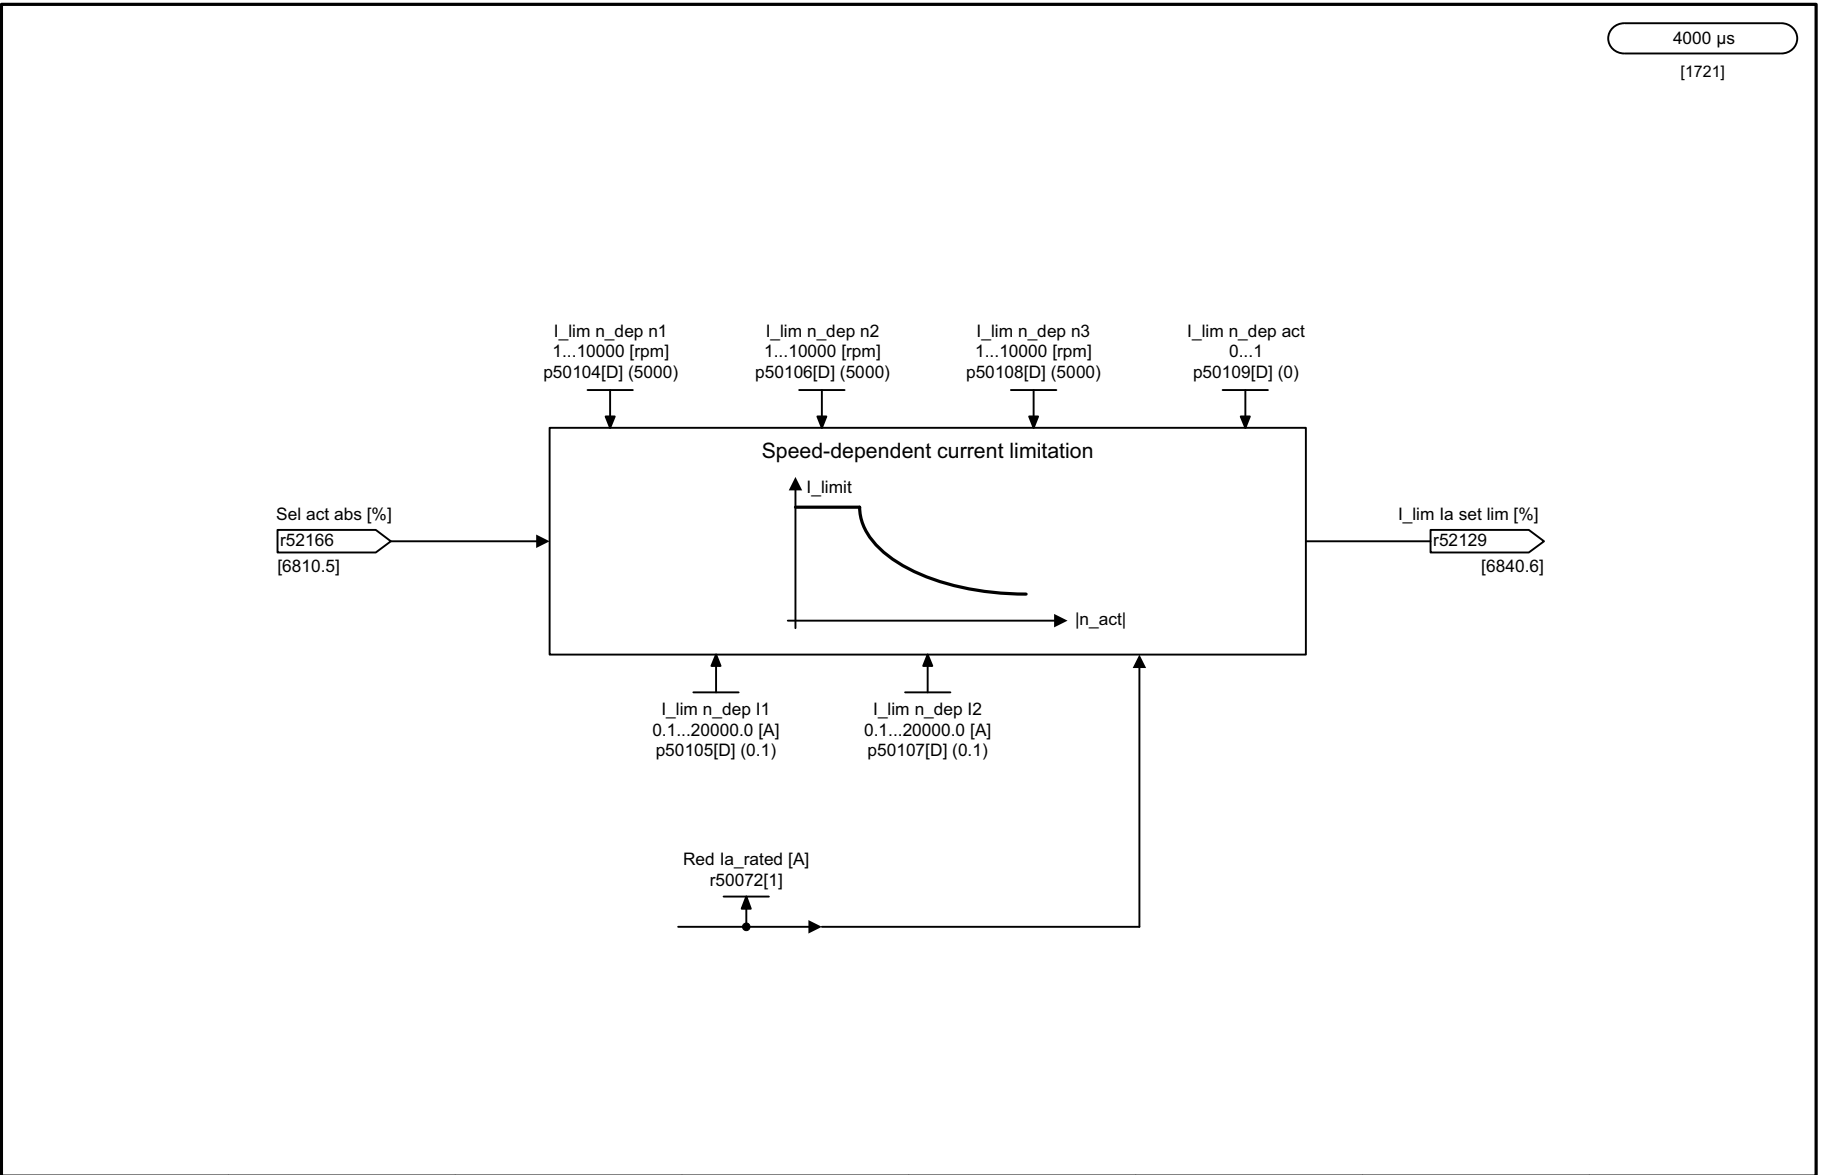 4000 µs
[1721]
I_lim n_dep n1
1...10000 [rpm]
p50104[D] (5000)
I_lim n_dep n2
1...10000 [rpm]
p50106[D] (5000)
I_lim n_dep n3
1...10000 [rpm]
p50108[D] (5000)
I_lim n_dep act
0...1
p50109[D] (0)
Speed-dependent current limitation
I_limit
|n_act|
Sel act abs [%]
r52166
[6810.5]
I_lim Ia set lim [%]
r52129
[6840.6]
I_lim n_dep I1
0.1...20000.0 [A]
p50105[D] (0.1)
I_lim n_dep I2
0.1...20000.0 [A]
p50107[D] (0.1)
Red Ia_rated [A]
r50072[1]